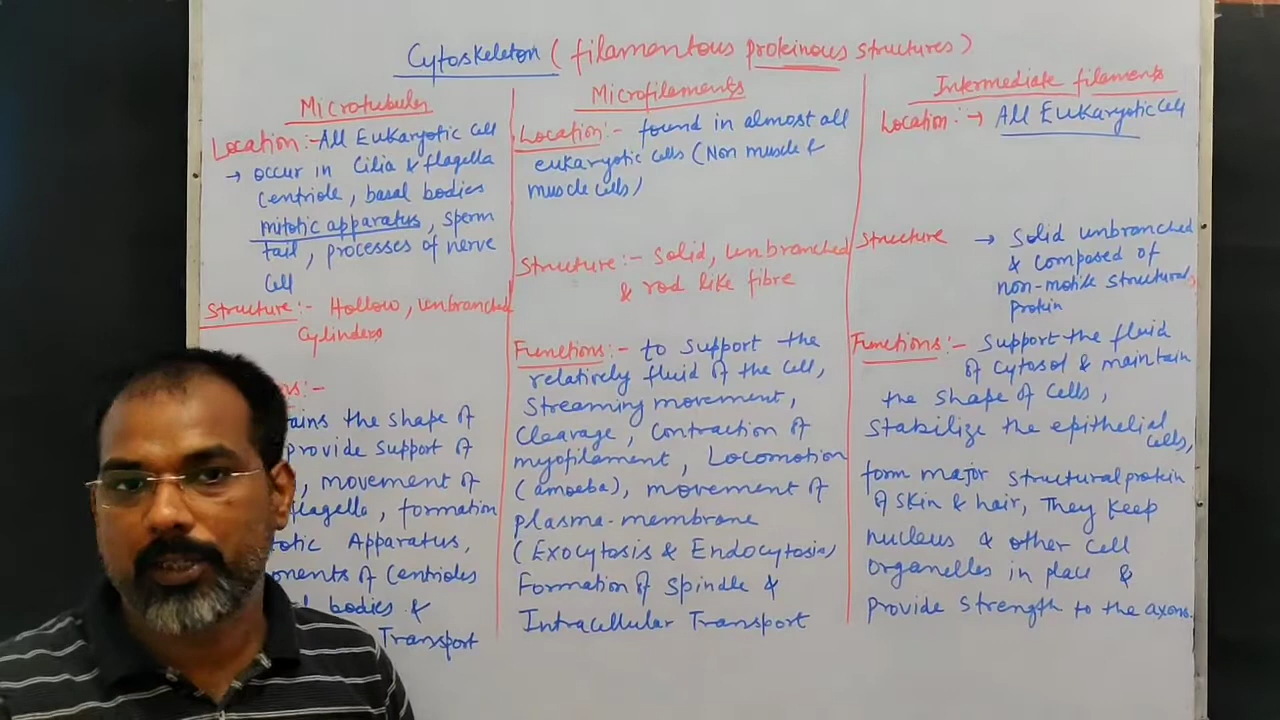 Cytoskeleton (filamentous proteinous structures)
Microtubules
Location :- All Eukaryotic cell
→ occur in Cilia & flagella
centriole, basal bodies
mitotic apparatus, sperm
tail, processes of nerve
cell
Structure :- Hollow, unbranched
cylinders
ns:-
tains the shape of
provide support of
, movement of
flagella, formation
otic Apparatus,
onents of Centrioles
l bodies &
Transport
Microfilaments
Location :- found in almost all
eukaryotic cells (Non muscle &
muscle cells)
Structure :- Solid, unbranched
& rod like fibre
Functions :- to support the
relatively fluid of the cell,
Streaming movement,
Cleavage, Contraction of
myofilament, Locomotion
(amoeba), movement of
plasma-membrane
(Exocytosis & Endocytosis)
Formation of Spindle &
Intracellular Transport
Intermediate filaments
Location :- → All Eukaryotic cell
Structure → Solid unbranched
& composed of
non-motile structural
protein
Functions :- Support the fluid
of cytosol & maintain
the shape of cells,
Stabilize the epithelial
cells,
form major structural protein
of skin & hair, They keep
nucleus & other cell
organelles in place &
provide strength to the axons.